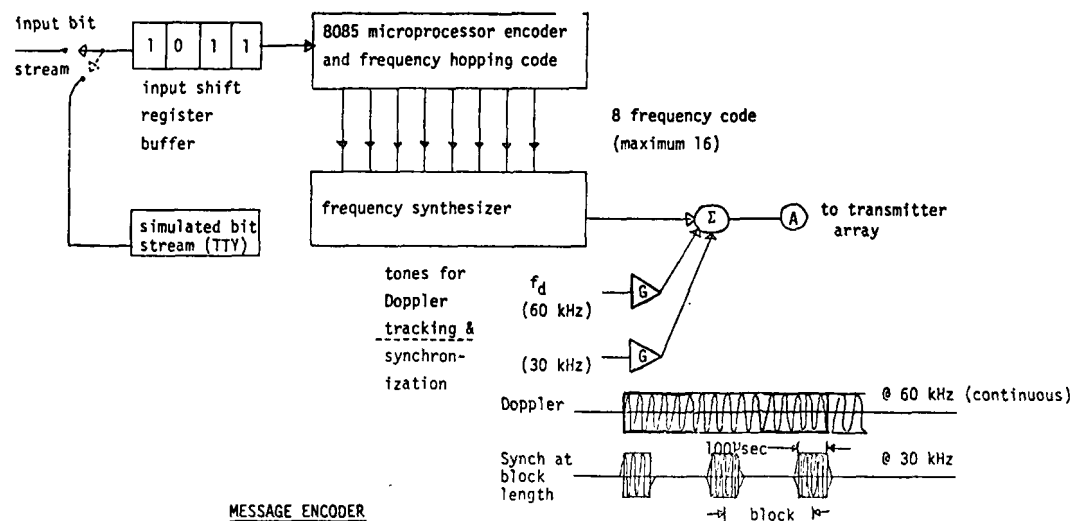 input bit
stream
1 0 1 1
input shift
register
buffer
8085 microprocessor encoder
and frequency hopping code
8 frequency code
(maximum 16)
simulated bit
stream (TTY)
frequency synthesizer
Σ
A
to transmitter
array
tones for
Doppler
tracking &
synchron-
ization
f_d
(60 kHz)
G
(30 kHz)
G
Doppler
@ 60 kHz (continuous)
100μsec
Synch at
block
length
@ 30 kHz
block
MESSAGE ENCODER